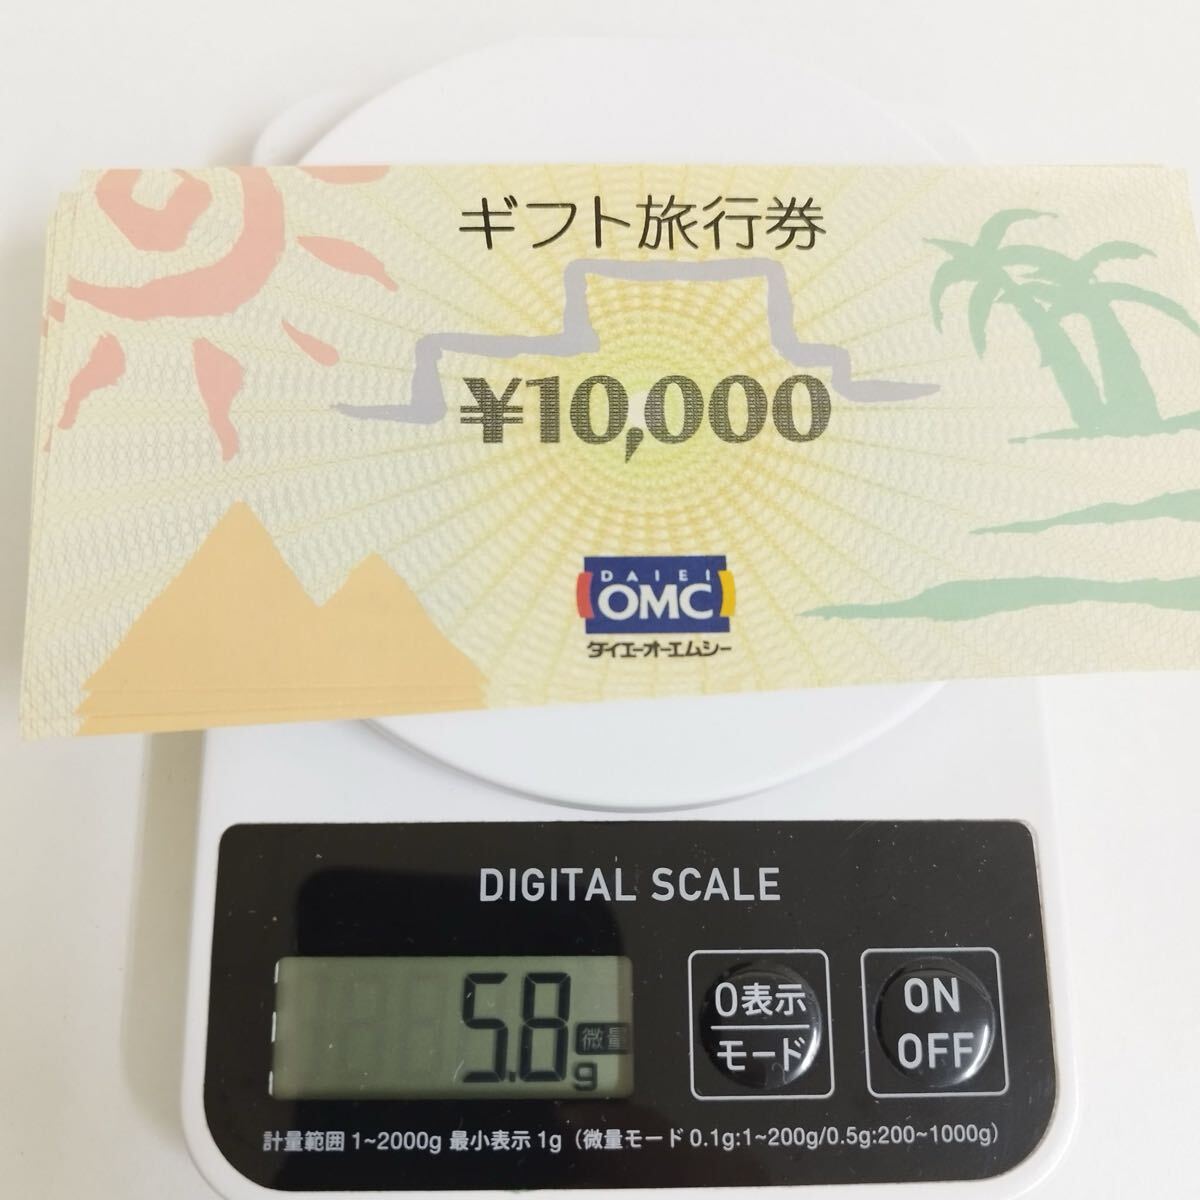 ギフト旅行券
¥10,000
DAIEI
OMC
ダイエーオーエムシー
DIGITAL SCALE
5.8 微量 g
0表示
モード
ON
OFF
計量範囲 1~2000g 最小表示 1g（微量モード 0.1g:1~200g/0.5g:200~1000g）